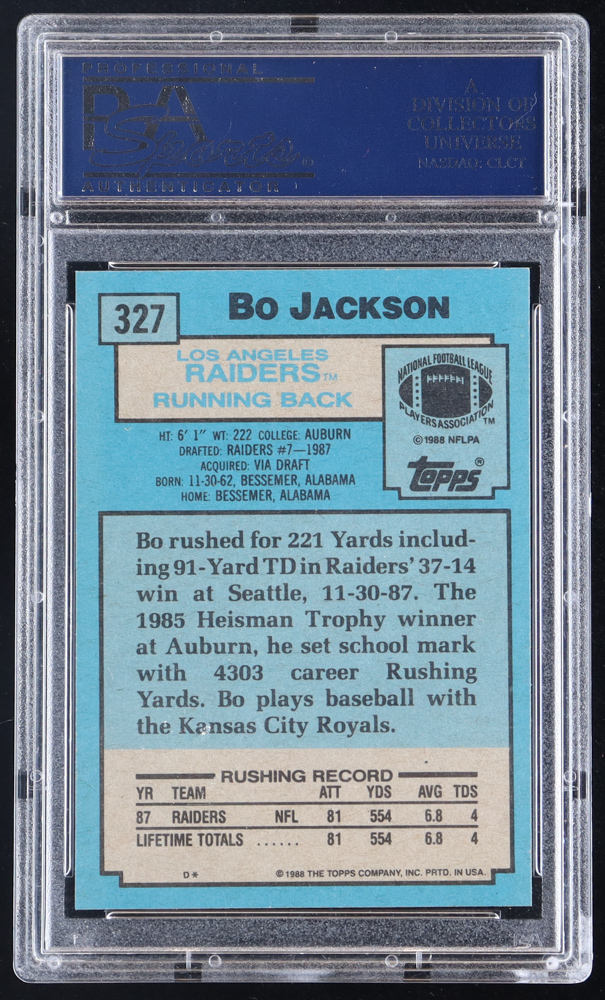 PROFESSIONAL
PSA
Sports
AUTHENTICATOR
A
DIVISION OF
COLLECTORS
UNIVERSE
NASDAQ: CLCT
327
BO JACKSON
LOS ANGELES
RAIDERS™
RUNNING BACK
NATIONAL FOOTBALL LEAGUE
PLAYERS ASSOCIATION™
©1988 NFLPA
topps®
HT: 6' 1" WT: 222 COLLEGE: AUBURN
DRAFTED: RAIDERS #7—1987
ACQUIRED: VIA DRAFT
BORN: 11-30-62, BESSEMER, ALABAMA
HOME: BESSEMER, ALABAMA
Bo rushed for 221 Yards includ-
ing 91-Yard TD in Raiders' 37-14
win at Seattle, 11-30-87. The
1985 Heisman Trophy winner
at Auburn, he set school mark
with 4303 career Rushing
Yards. Bo plays baseball with
the Kansas City Royals.
RUSHING RECORD
YR TEAM ATT YDS AVG TDS
87 RAIDERS NFL 81 554 6.8 4
LIFETIME TOTALS ...... 81 554 6.8 4
D* ©1988 THE TOPPS COMPANY, INC. PRTD. IN USA.